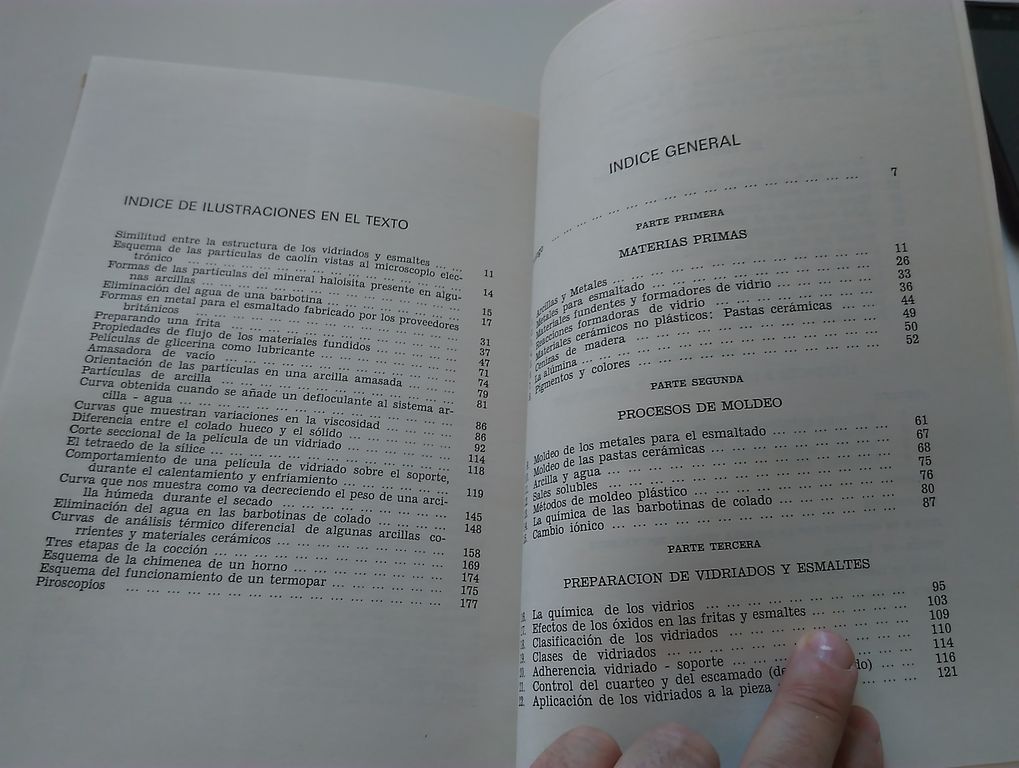 INDICE DE ILUSTRACIONES EN EL TEXTO
Similitud entre la estructura de los vidriados y esmaltes ... ... 11
Esquema de las partículas de caolín vistas al microscopio elec-
trónico ... ... ... ... ... ... ... ... ... ... ... ... 14
Formas de las partículas del mineral haloisita presente en algu-
nas arcillas ... ... ... ... ... ... ... ... ... ... ... 15
Eliminación del agua de una barbotina ... ... ... ... ... ... 17
Formas en metal para el esmaltado fabricado por los proveedores
británicos ... ... ... ... ... ... ... ... ... ... ... 31
Preparando una frita ... ... ... ... ... ... ... ... ... 37
Propiedades de flujo de los materiales fundidos ... ... ... ... 47
Películas de glicerina como lubricante ... ... ... ... ... ... 71
Amasadora de vacío ... ... ... ... ... ... ... ... ... 74
Orientación de las partículas en una arcilla amasada ... ... ... 79
Partículas de arcilla ... ... ... ... ... ... ... ... ... 81
Curva obtenida cuando se añade un defloculante al sistema ar-
cilla - agua ... ... ... ... ... ... ... ... ... ... ... 86
Curvas que muestran variaciones en la viscosidad ... ... ... ... 86
Diferencia entre el colado hueco y el sólido ... ... ... ... ... 92
Corte seccional de la película de un vidriado ... ... ... ... ... 114
El tetraedo de la sílice ... ... ... ... ... ... ... ... ... 118
Comportamiento de una película de vidriado sobre el soporte,
durante el calentamiento y enfriamiento ... ... ... ... ... 119
Curva que nos muestra como va decreciendo el peso de una arci-
lla húmeda durante el secado ... ... ... ... ... ... ... 145
Eliminación del agua en las barbotinas de colado ... ... ... ... 148
Curvas de análisis térmico diferencial de algunas arcillas co-
rrientes y materiales cerámicos ... ... ... ... ... ... ... 158
Tres etapas de la cocción ... ... ... ... ... ... ... ... ... 169
Esquema de la chimenea de un horno ... ... ... ... ... ... 174
Esquema del funcionamiento de un termopar ... ... ... ... ... 175
Piroscopios ... ... ... ... ... ... ... ... ... ... ... 177
INDICE GENERAL
... ... ... ... ... ... ... ... ... ... ... ... ... 7
PARTE PRIMERA
MATERIAS PRIMAS
Arcillas y Metales ... ... ... ... ... ... ... ... ... ... 11
Metales para esmaltado ... ... ... ... ... ... ... ... ... 26
Materiales fundentes y formadores de vidrio ... ... ... ... 33
Reacciones formadoras de vidrio ... ... ... ... ... ... ... 36
Materiales cerámicos no plásticos: Pastas cerámicas ... ... ... 44
Cenizas de madera ... ... ... ... ... ... ... ... ... ... 49
La alúmina ... ... ... ... ... ... ... ... ... ... ... 50
Pigmentos y colores ... ... ... ... ... ... ... ... ... 52
PARTE SEGUNDA
PROCESOS DE MOLDEO
Moldeo de los metales para el esmaltado ... ... ... ... ... 61
Moldeo de las pastas cerámicas ... ... ... ... ... ... ... 67
Arcilla y agua ... ... ... ... ... ... ... ... ... ... 68
Sales solubles ... ... ... ... ... ... ... ... ... ... 75
Métodos de moldeo plástico ... ... ... ... ... ... ... ... 76
La química de las barbotinas de colado ... ... ... ... ... 80
Cambio iónico ... ... ... ... ... ... ... ... ... ... 87
PARTE TERCERA
PREPARACION DE VIDRIADOS Y ESMALTES
La química de los vidrios ... ... ... ... ... ... ... ... 95
17. Efectos de los óxidos en las fritas y esmaltes ... ... ... ... 103
Clasificación de los vidriados ... ... ... ... ... ... ... 109
Clases de vidriados ... ... ... ... ... ... ... ... ... 110
Adherencia vidriado - soporte ... ... ... ... ... ... ... 114
Control del cuarteo y del escamado ... ... 116
Aplicación de los vidriados a la pieza ... ... ... ... ... 121